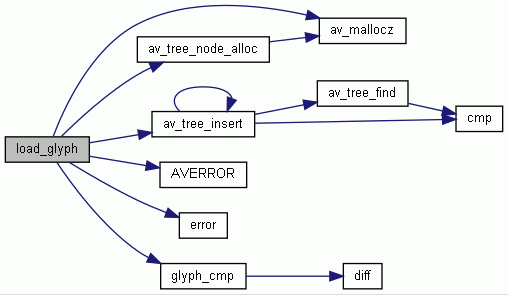 av_mallocz
av_tree_node_alloc
av_tree_find
av_tree_insert
cmp
load_glyph
AVERROR
error
glyph_cmp
diff